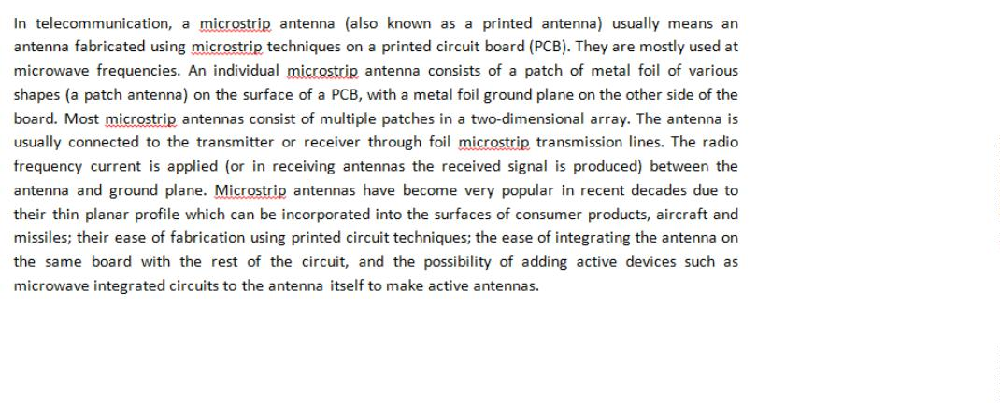 In telecommunication, a microstrip antenna (also known as a printed antenna) usually means an
antenna fabricated using microstrip techniques on a printed circuit board (PCB). They are mostly used at
microwave frequencies. An individual microstrip antenna consists of a patch of metal foil of various
shapes (a patch antenna) on the surface of a PCB, with a metal foil ground plane on the other side of the
board. Most microstrip antennas consist of multiple patches in a two-dimensional array. The antenna is
usually connected to the transmitter or receiver through foil microstrip transmission lines. The radio
frequency current is applied (or in receiving antennas the received signal is produced) between the
antenna and ground plane. Microstrip antennas have become very popular in recent decades due to
their thin planar profile which can be incorporated into the surfaces of consumer products, aircraft and
missiles; their ease of fabrication using printed circuit techniques; the ease of integrating the antenna on
the same board with the rest of the circuit, and the possibility of adding active devices such as
microwave integrated circuits to the antenna itself to make active antennas.